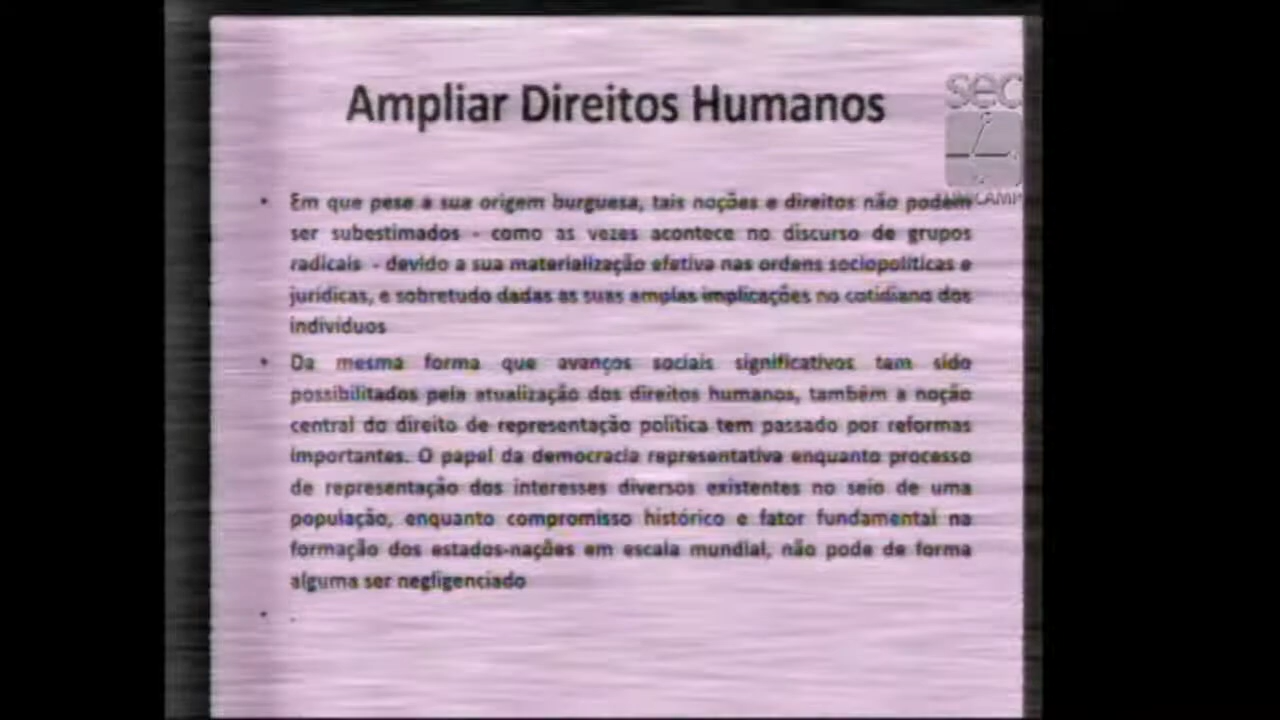 Ampliar Direitos Humanos
sec
UNICAMP
• Em que pese a sua origem burguesa, tais noções e direitos não podem
ser subestimados - como as vezes acontece no discurso de grupos
radicais - devido a sua materialização efetiva nas ordens sociopolíticas e
jurídicas, e sobretudo dadas as suas amplas implicações no cotidiano dos
indivíduos
• Da mesma forma que avanços sociais significativos tem sido
possibilitados pela atualização dos direitos humanos, também a noção
central do direito de representação política tem passado por reformas
importantes. O papel da democracia representativa enquanto processo
de representação dos interesses diversos existentes no seio de uma
população, enquanto compromisso histórico e fator fundamental na
formação dos estados-nações em escala mundial, não pode de forma
alguma ser negligenciado
• .